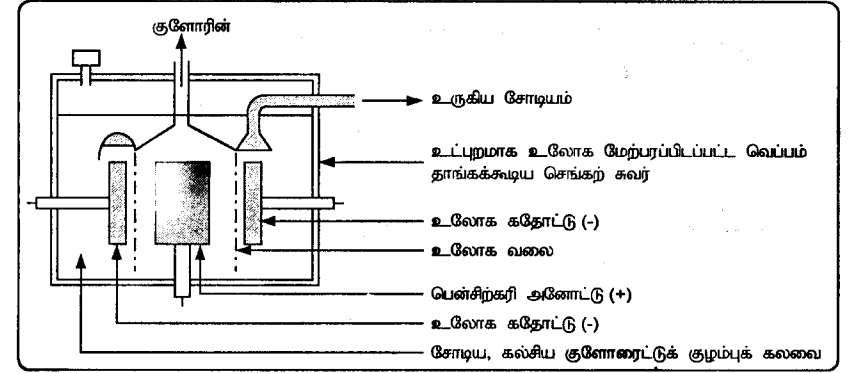 குளோரின்
உருகிய சோடியம்
உட்புறமாக உலோக மேற்பரப்பிடப்பட்ட வெப்பம்
தாங்கக்கூடிய செங்கற் சுவர்
உலோக கதோட்டு (-)
உலோக வலை
பென்சிற்கரி அனோட்டு (+)
உலோக கதோட்டு (-)
சோடிய, கல்சிய குளோரைட்டுக் குழம்புக் கலவை